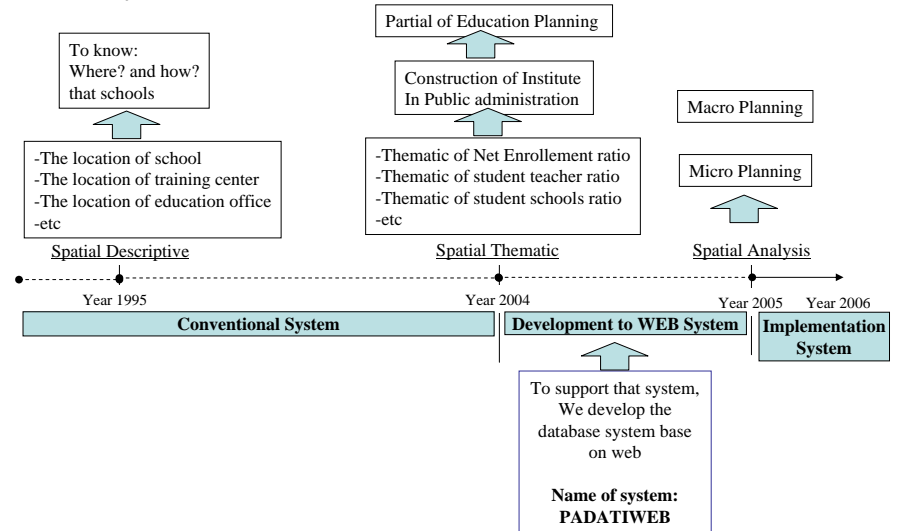 Partial of Education Planning
To know:
Where? and how?
that schools
Construction of Institute
In Public administration
Macro Planning
-The location of school
-The location of training center
-The location of education office
-etc
-Thematic of Net Enrollement ratio
-Thematic of student teacher ratio
-Thematic of student schools ratio
-etc
Micro Planning
Spatial Descriptive
Spatial Thematic
Spatial Analysis
Year 1995
Year 2004
Year 2005
Year 2006
Conventional System
Development to WEB System
Implementation
System
To support that system,
We develop the
database system base
on web
Name of system:
PADATIWEB